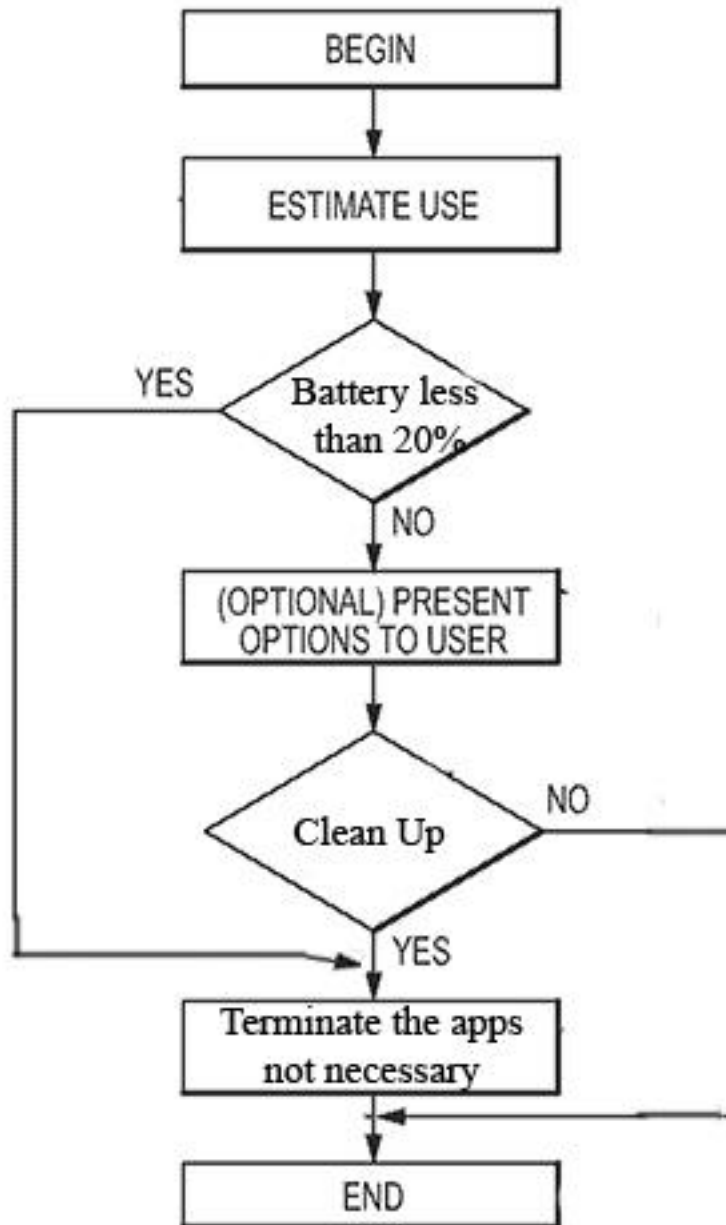 BEGIN
ESTIMATE USE
YES
Battery less
than 20%
NO
(OPTIONAL) PRESENT
OPTIONS TO USER
NO
Clean Up
YES
Terminate the apps
not necessary
END